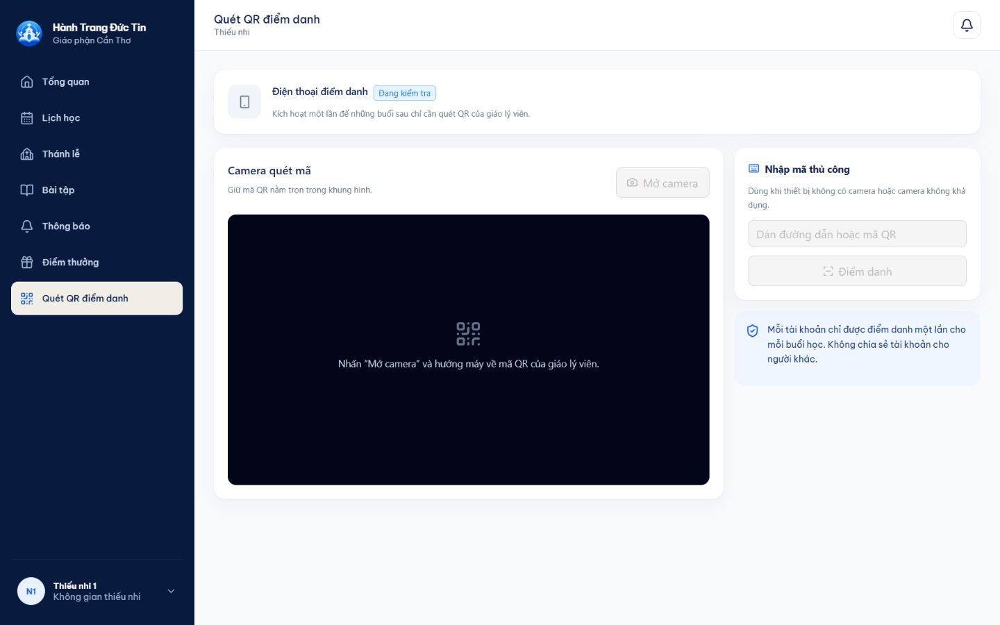 Hành Trang Đức Tin
Giáo phận Cần Thơ
Tổng quan
Lịch học
Thánh lễ
Bài tập
Thông báo
Điểm thưởng
Quét QR điểm danh
N1
Thiếu nhi 1
Không gian thiếu nhi
Quét QR điểm danh
Thiếu nhi
Điện thoại điểm danh
Đang kiểm tra
Kích hoạt một lần để những buổi sau chỉ cần quét QR của giáo lý viên.
Camera quét mã
Giữ mã QR nằm trọn trong khung hình.
Mở camera
Nhấn “Mở camera” và hướng máy về mã QR của giáo lý viên.
Nhập mã thủ công
Dùng khi thiết bị không có camera hoặc camera không khả
dụng.
Dán đường dẫn hoặc mã QR
Điểm danh
Mỗi tài khoản chỉ được điểm danh một lần cho
mỗi buổi học. Không chia sẻ tài khoản cho
người khác.